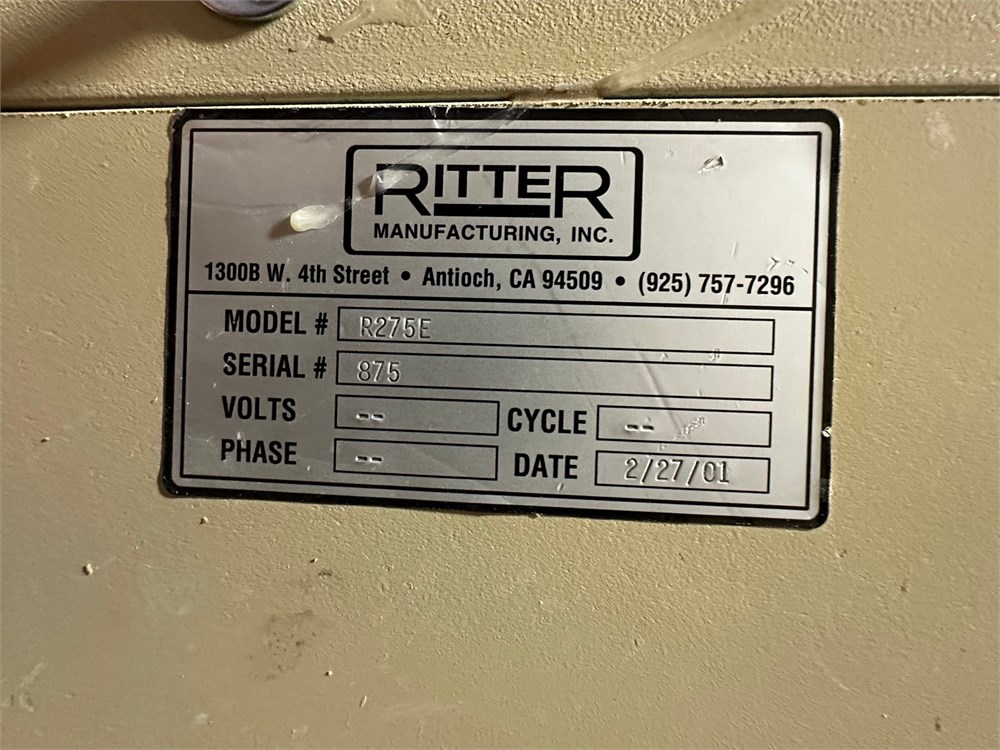 RITTER
MANUFACTURING, INC.
1300B W. 4th Street • Antioch, CA 94509 • (925) 757-7296
MODEL # R275E
SERIAL # 875
VOLTS -- CYCLE --
PHASE -- DATE 2/27/01